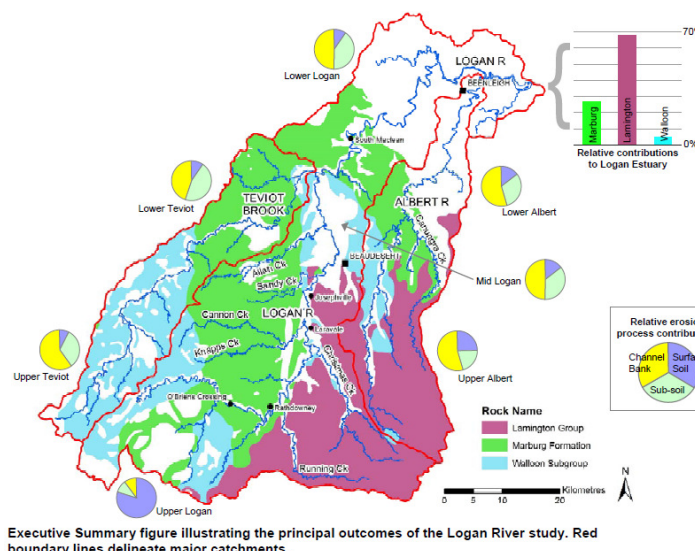 Lower Logan
LOGAN R
BEENLEIGH
70%
Marburg
Lamington
Walloon
0%
Relative contributions
to Logan Estuary
South Maclean
Lower Teviot
TEVIOT
BROOK
ALBERT R
Canungra Ck
Lower Albert
BEAUDESERT
Mid Logan
Allan Ck
Sandy Ck
Josephville
Cannon Ck
LOGAN R
Laravale
Knapps Ck
Christmas Ck
Upper Teviot
Upper Albert
Channel
Bank
Sub-soil
O'Briens Crossing
Rathdowney
Rock Name
Lamington Group
Marburg Formation
Walloon Subgroup
Running Ck
Upper Logan
0
10
20
Kilometres
N
Executive Summary figure illustrating the principal outcomes of the Logan River study. Red
boundary lines delineate major catchments